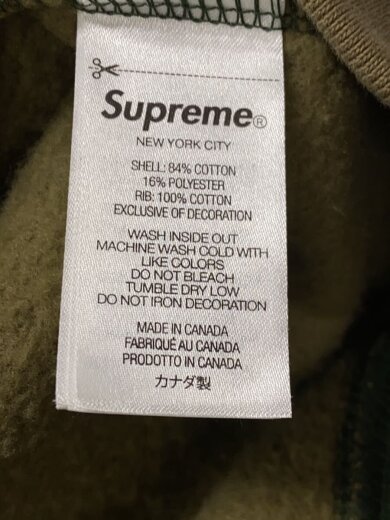 Supreme®
NEW YORK CITY
SHELL: 84% COTTON
16% POLYESTER
RIB: 100% COTTON
EXCLUSIVE OF DECORATION
WASH INSIDE OUT
MACHINE WASH COLD WITH
LIKE COLORS
DO NOT BLEACH
TUMBLE DRY LOW
DO NOT IRON DECORATION
MADE IN CANADA
FABRIQUÉ AU CANADA
PRODOTTO IN CANADA
カナダ製